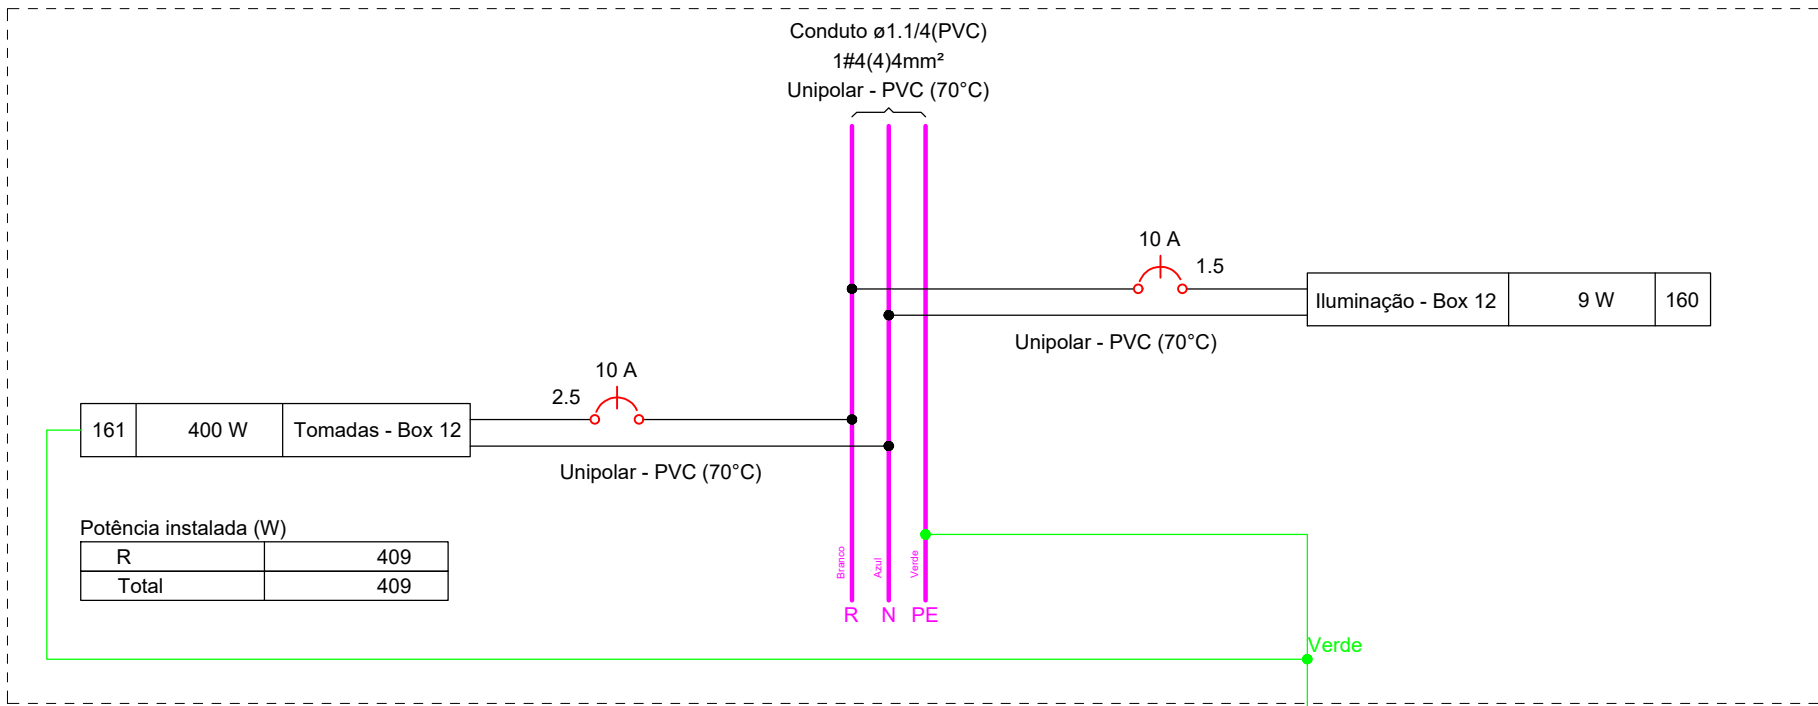 Conduto ø1.1/4(PVC)
1#4(4)4mm²
Unipolar - PVC (70°C)
10 A
1.5
Iluminação - Box 12 9 W 160
Unipolar - PVC (70°C)
10 A
2.5
161 400 W Tomadas - Box 12
Unipolar - PVC (70°C)
Potência instalada (W)
R 409
Total 409
Branco
Azul
Verde
R N PE
Verde